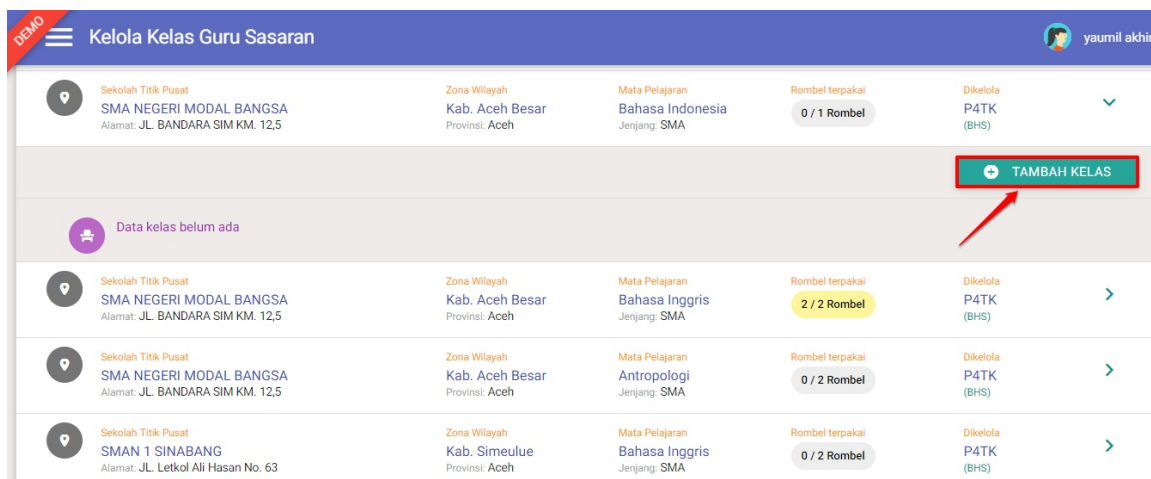 DEMO
Kelola Kelas Guru Sasaran
yaumil akhir
Sekolah Titik Pusat Zona Wilayah Mata Pelajaran Rombel terpakai Dikelola
SMA NEGERI MODAL BANGSA Kab. Aceh Besar Bahasa Indonesia 0 / 1 Rombel P4TK
Alamat: JL. BANDARA SIM KM. 12,5 Provinsi: Aceh Jenjang: SMA (BHS)
TAMBAH KELAS
Data kelas belum ada
Sekolah Titik Pusat Zona Wilayah Mata Pelajaran Rombel terpakai Dikelola
SMA NEGERI MODAL BANGSA Kab. Aceh Besar Bahasa Inggris 2 / 2 Rombel P4TK
Alamat: JL. BANDARA SIM KM. 12,5 Provinsi: Aceh Jenjang: SMA (BHS)
Sekolah Titik Pusat Zona Wilayah Mata Pelajaran Rombel terpakai Dikelola
SMA NEGERI MODAL BANGSA Kab. Aceh Besar Antropologi 0 / 2 Rombel P4TK
Alamat: JL. BANDARA SIM KM. 12,5 Provinsi: Aceh Jenjang: SMA (BHS)
Sekolah Titik Pusat Zona Wilayah Mata Pelajaran Rombel terpakai Dikelola
SMAN 1 SINABANG Kab. Simeulue Bahasa Inggris 0 / 2 Rombel P4TK
Alamat: JL. Letkol Ali Hasan No. 63 Provinsi: Aceh Jenjang: SMA (BHS)